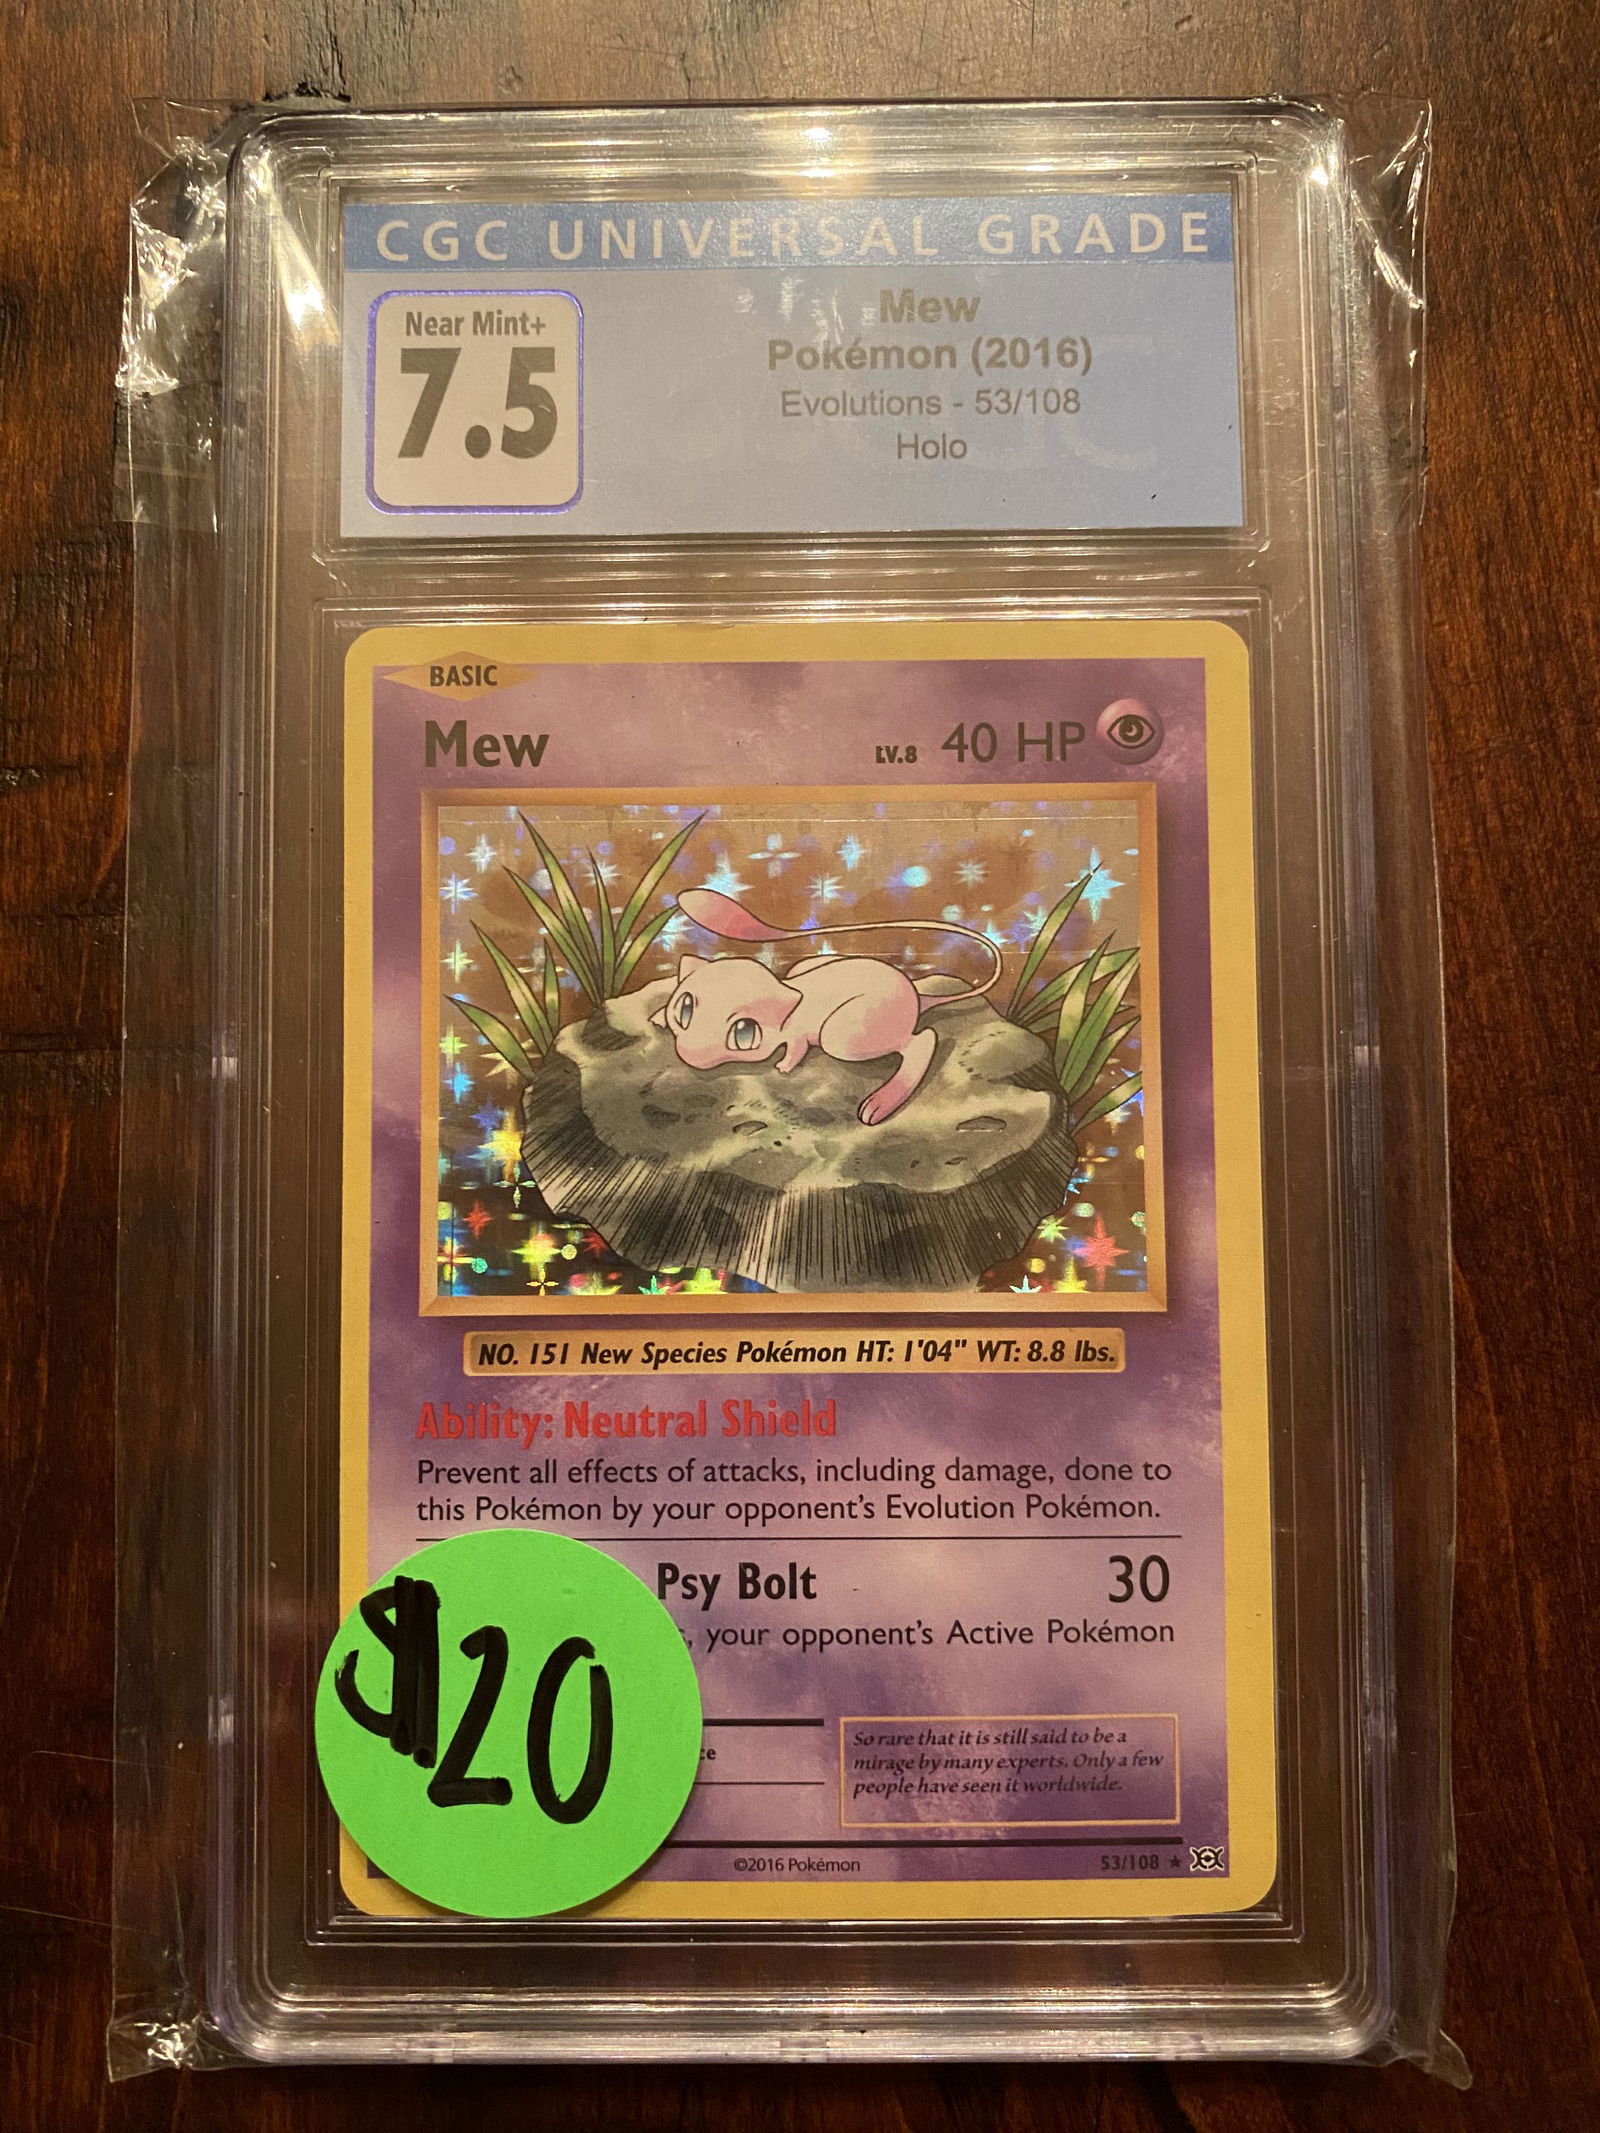 CGC UNIVERSAL GRADE
Near Mint+
7.5
Mew
Pokémon (2016)
Evolutions - 53/108
Holo
BASIC
Mew
LV.8 40 HP
NO. 151 New Species Pokémon HT: 1'04" WT: 8.8 lbs.
Ability: Neutral Shield
Prevent all effects of attacks, including damage, done to
this Pokémon by your opponent's Evolution Pokémon.
Psy Bolt 30
, your opponent's Active Pokémon
$20
So rare that it is still said to be a
mirage by many experts. Only a few
people have seen it worldwide.
©2016 Pokémon
53/108